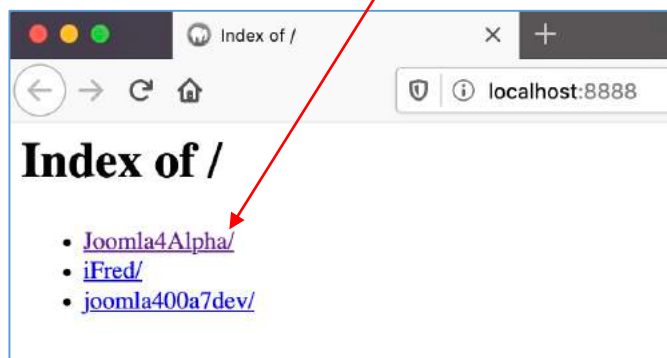 Index of /
localhost:8888
Index of /
Joomla4Alpha/
iFred/
joomla400a7dev/